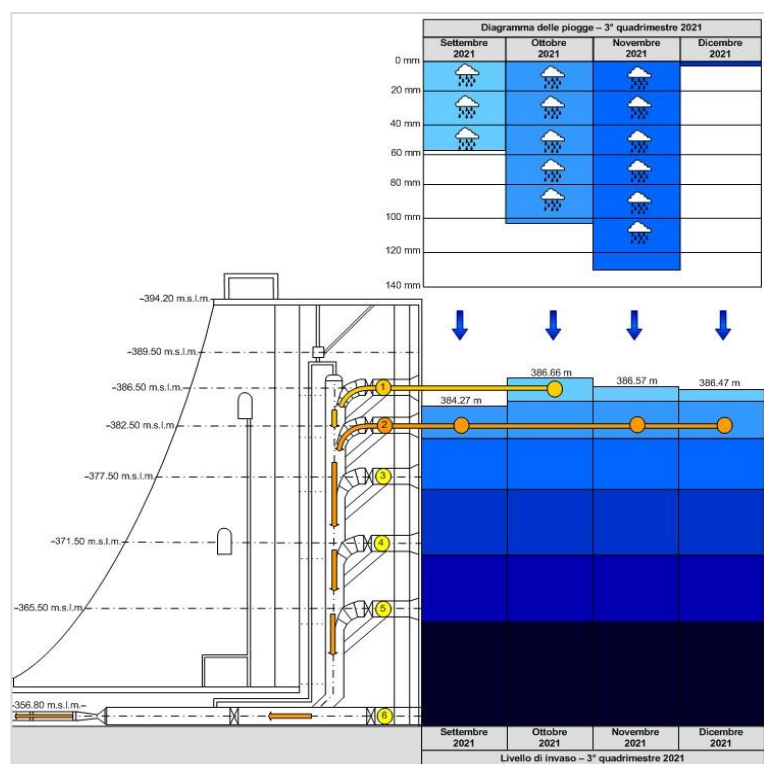 Diagramma delle piogge – 3° quadrimestre 2021
Settembre 2021
Ottobre 2021
Novembre 2021
Dicembre 2021
0 mm
20 mm
40 mm
60 mm
80 mm
100 mm
120 mm
140 mm
394.20 m.s.l.m.
389.50 m.s.l.m.
386.50 m.s.l.m.
382.50 m.s.l.m.
377.50 m.s.l.m.
371.50 m.s.l.m.
365.50 m.s.l.m.
356.80 m.s.l.m.
1
2
3
4
5
6
384.27 m
386.66 m
386.57 m
386.47 m
Settembre 2021
Ottobre 2021
Novembre 2021
Dicembre 2021
Livello di invaso – 3° quadrimestre 2021